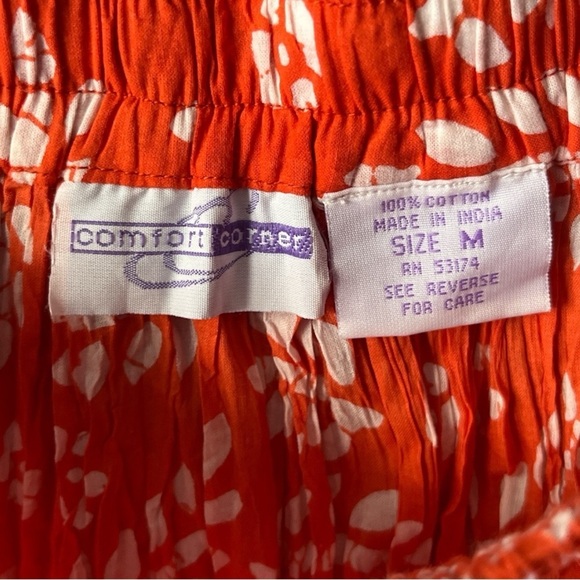 comfort corner
100% COTTON
MADE IN INDIA
SIZE M
RN 53174
SEE REVERSE
FOR CARE